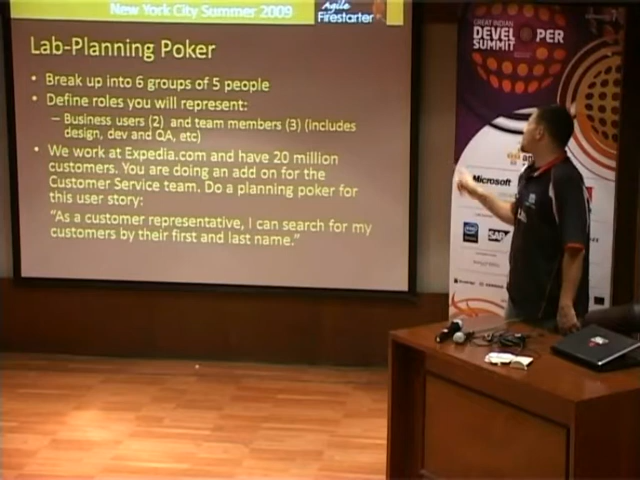 New York City Summer 2009
Agile
Firestarter
Lab-Planning Poker
• Break up into 6 groups of 5 people
• Define roles you will represent:
– Business users (2) and team members (3) (includes
design, dev and QA, etc)
• We work at Expedia.com and have 20 million
customers. You are doing an add on for the
Customer Service team. Do a planning poker for
this user story:
"As a customer representative, I can search for my
customers by their first and last name."
GREAT INDIAN
DEVEL PER
SUMMIT
Microsoft
intel
SAP